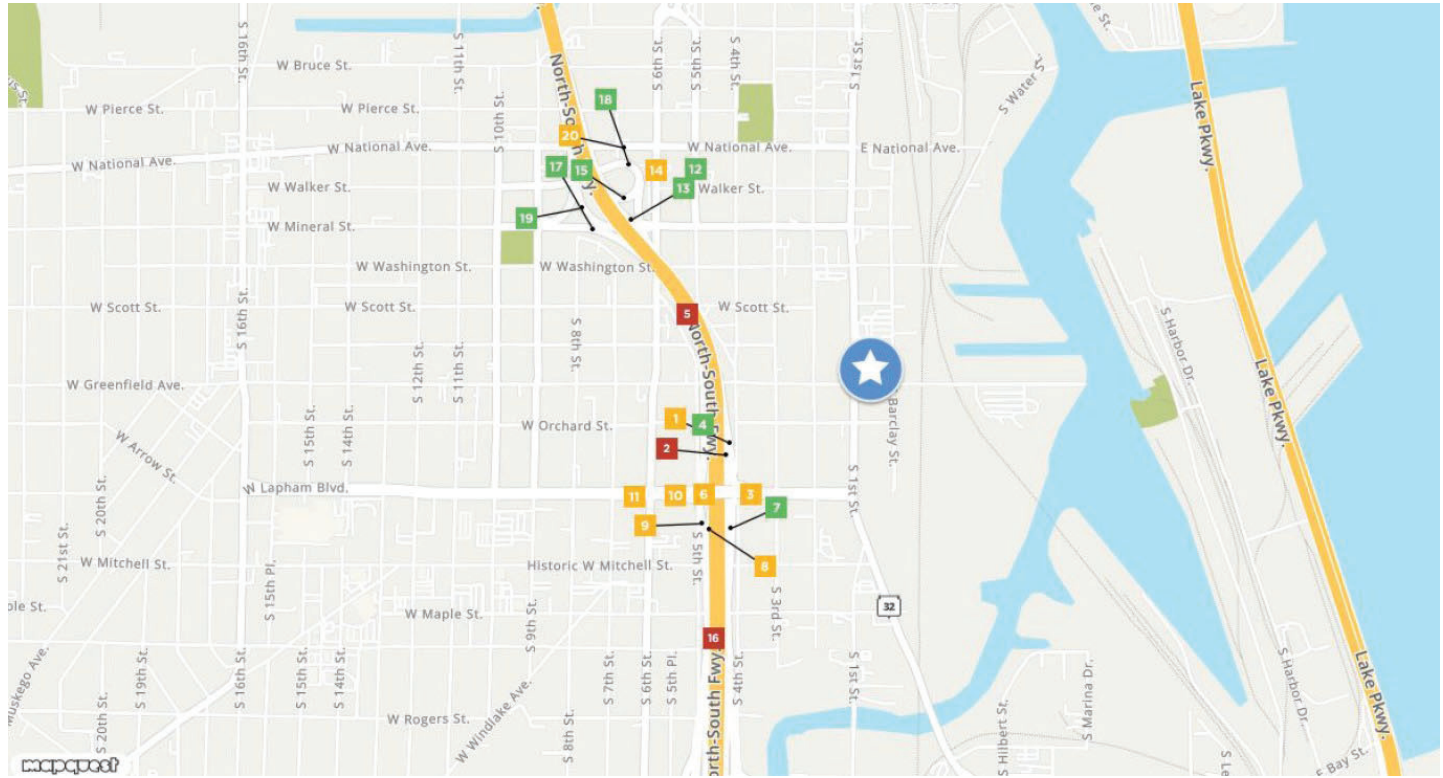 S 16th St.
S 11th St.
North-So
y.
S 6th St.
S 5th St.
S 4th St.
S 1st St.
Lake Pkwy.
W Bruce St.
S Water S
W Pierce St.
W Pierce St.
S 10th St.
18
20
W National Ave.
W National Ave.
W National Ave.
E National Ave.
17
15
14
12
13
W Walker St.
Walker St.
19
W Mineral St.
W Washington St.
W Washington St.
W Scott St.
W Scott St.
W Scott St.
5
S 16th St.
S 8th St.
North-South Fwy.
S Harbor Dr.
S 12th St.
S 11th St.
W Greenfield Ave.
Lake Pkwy.
Barclay St.
1
4
W Orchard St.
2
S 15th St.
S 14th St.
W Arrow St.
W Lapham Blvd.
11
10
6
3
7
9
S 1st St.
S 20th St.
S 21st St.
W Mitchell St.
S 15th Pl.
Historic W Mitchell St.
S 5th St.
8
S 3rd St.
ple St.
W Maple St.
S 9th St.
32
16
Muskego Ave.
S 20th St.
S 19th St.
S 16th St.
S 15th St.
S 14th St.
W Rogers St.
W Windlake Ave.
S 8th St.
S 7th St.
S 6th St.
S 5th Pl.
North-South Fwy.
S 4th St.
S 1st St.
S Hilbert St.
S Marina Dr.
S Harbor Dr.
Lake Pkwy.
E Bay St.
mapquest